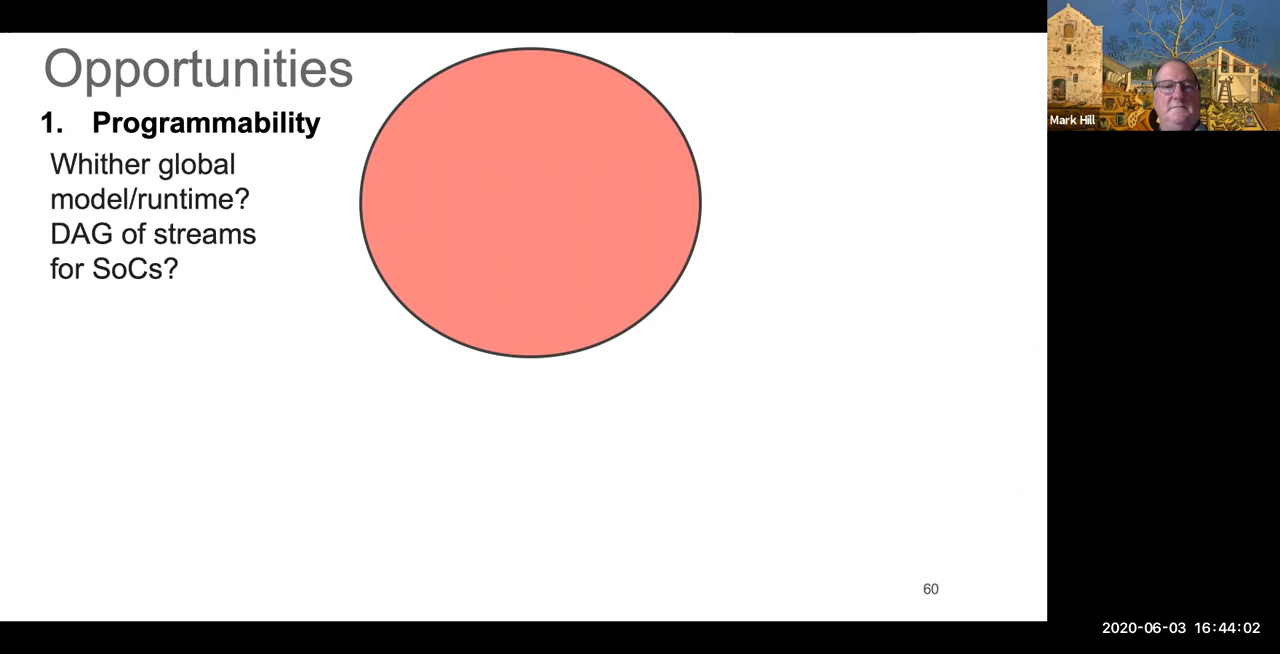 Opportunities
1. Programmability
Whither global
model/runtime?
DAG of streams
for SoCs?
60
Mark Hill
2020-06-03 16:44:02